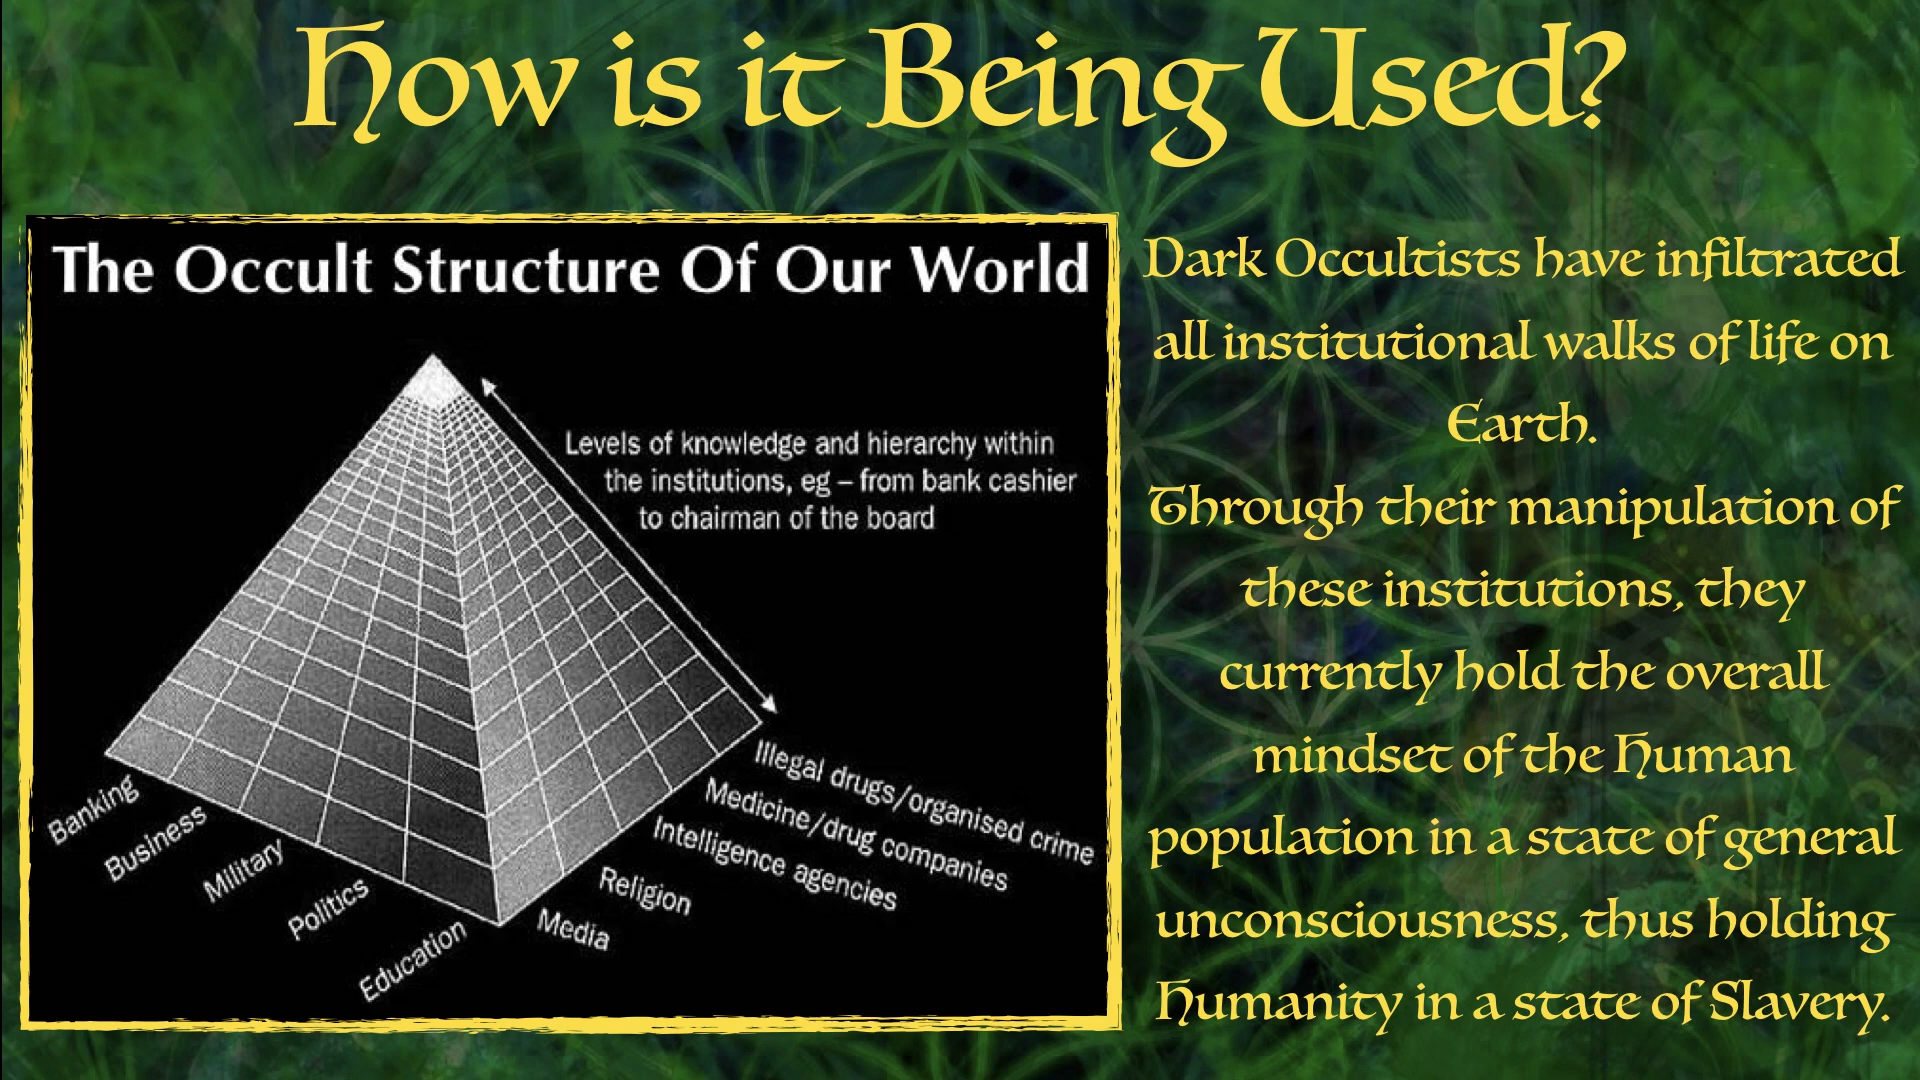 How is it Being Used?
The Occult Structure Of Our World
Levels of knowledge and hierarchy within
the institutions, eg – from bank cashier
to chairman of the board
Banking
Business
Military
Politics
Education
Media
Religion
Intelligence agencies
Medicine/drug companies
Illegal drugs/organised crime
Dark Occultists have infiltrated
all institutional walks of life on
Earth.
Through their manipulation of
these institutions, they
currently hold the overall
mindset of the Human
population in a state of general
unconsciousness, thus holding
Humanity in a state of Slavery.